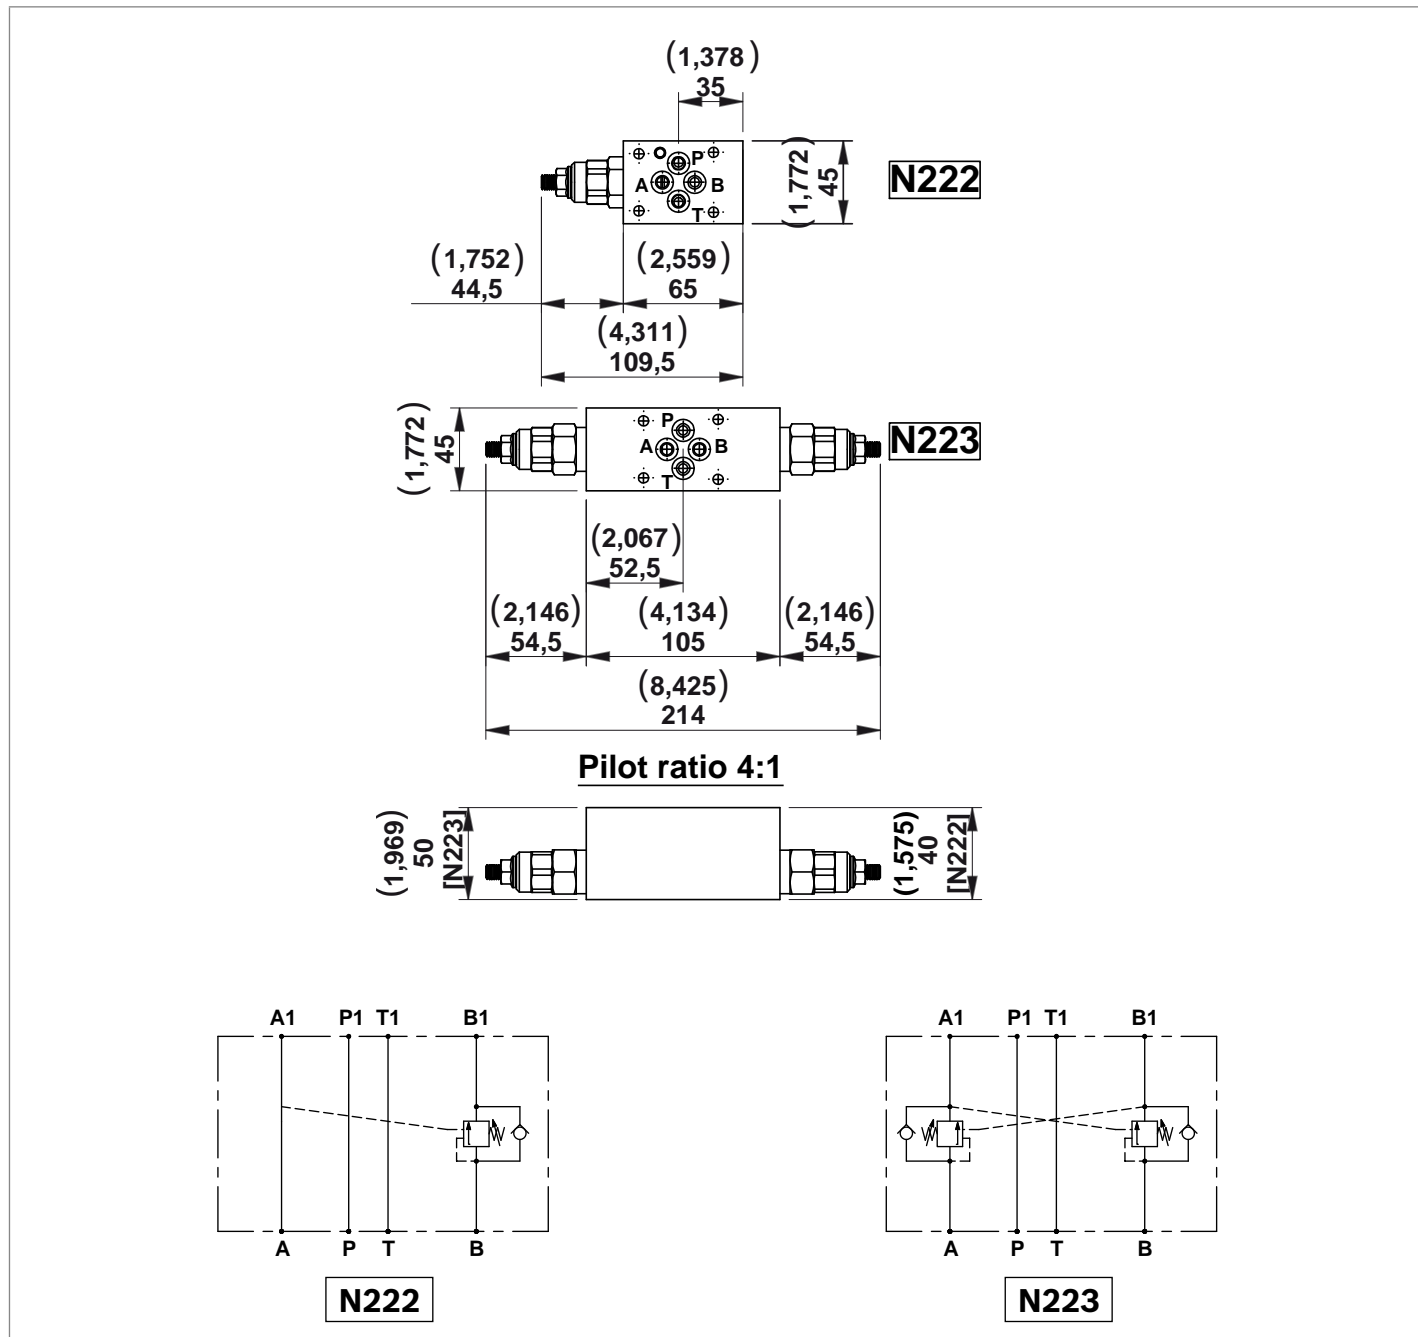 (1,378)
35
O P
A B
T
(1,772)
45
N222
(1,752)
44,5
(2,559)
65
(4,311)
109,5
(1,772)
45
P
A B
T
N223
(2,067)
52,5
(2,146)
54,5
(4,134)
105
(2,146)
54,5
(8,425)
214
Pilot ratio 4:1
(1,969)
50
[N223]
(1,575)
40
[N222]
A1 P1 T1 B1
A P T B
N222
A1 P1 T1 B1
A P T B
N223